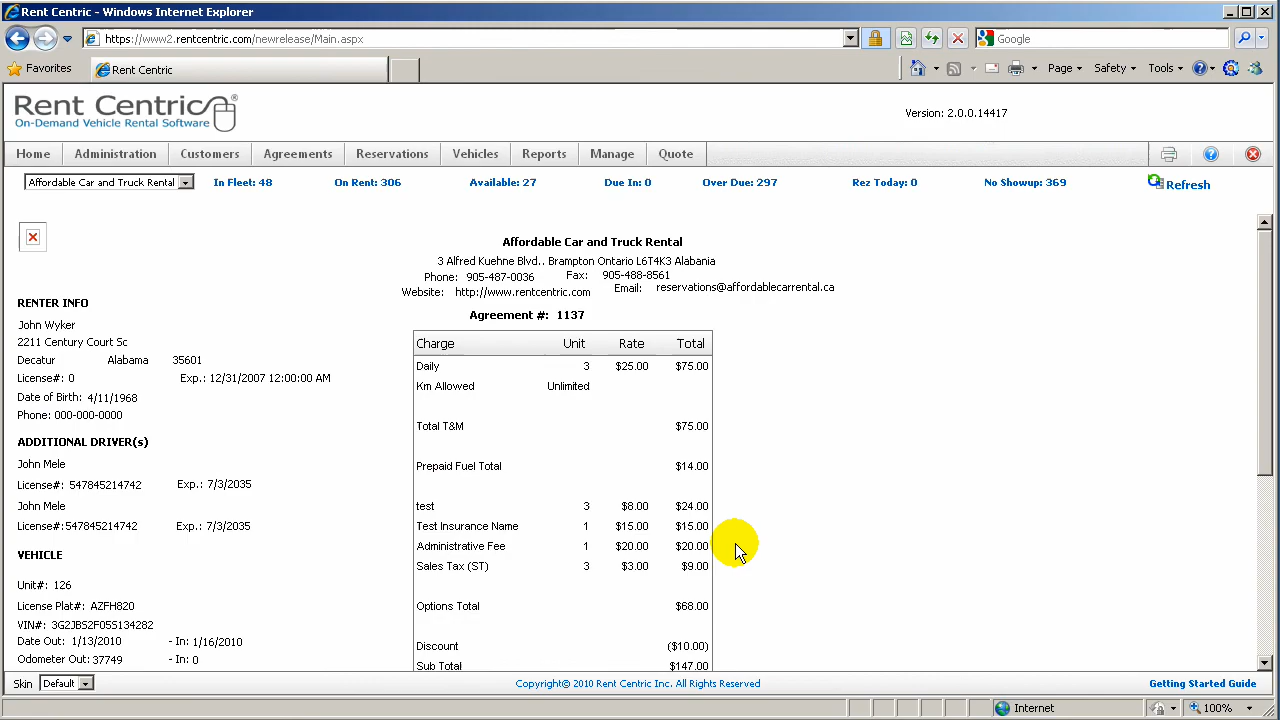 Rent Centric - Windows Internet Explorer
https://www2.rentcentric.com/newrelease/Main.aspx
Google
Favorites
Rent Centric
Page
Safety
Tools
Rent Centric
On-Demand Vehicle Rental Software
Version: 2.0.0.14417
Home Administration Customers Agreements Reservations Vehicles Reports Manage Quote
Affordable Car and Truck Rental In Fleet: 48 On Rent: 306 Available: 27 Due In: 0 Over Due: 297 Rez Today: 0 No Showup: 369 Refresh
Affordable Car and Truck Rental
3 Alfred Kuehne Blvd.. Brampton Ontario L6T4K3 Alabania
Phone: 905-487-0036 Fax: 905-488-8561
Website: http://www.rentcentric.com Email: reservations@affordablecarrental.ca
Agreement #: 1137
RENTER INFO
John Wyker
2211 Century Court Sc
Decatur Alabama 35601
License#: 0 Exp.: 12/31/2007 12:00:00 AM
Date of Birth: 4/11/1968
Phone: 000-000-0000
ADDITIONAL DRIVER(s)
John Mele
License#: 547845214742 Exp.: 7/3/2035
John Mele
License#:547845214742 Exp.: 7/3/2035
VEHICLE
Unit#: 126
License Plat#: AZFH820
VIN#: 3G2JB52F05S134282
Date Out: 1/13/2010 - In: 1/16/2010
Odometer Out: 37749 - In: 0
Charge Unit Rate Total
Daily 3 $25.00 $75.00
Km Allowed Unlimited
Total T&M $75.00
Prepaid Fuel Total $14.00
test 3 $8.00 $24.00
Test Insurance Name 1 $15.00 $15.00
Administrative Fee 1 $20.00 $20.00
Sales Tax (ST) 3 $3.00 $9.00
Options Total $68.00
Discount ($10.00)
Sub Total $147.00
Skin Default Copyright© 2010 Rent Centric Inc. All Rights Reserved Getting Started Guide
Internet 100%